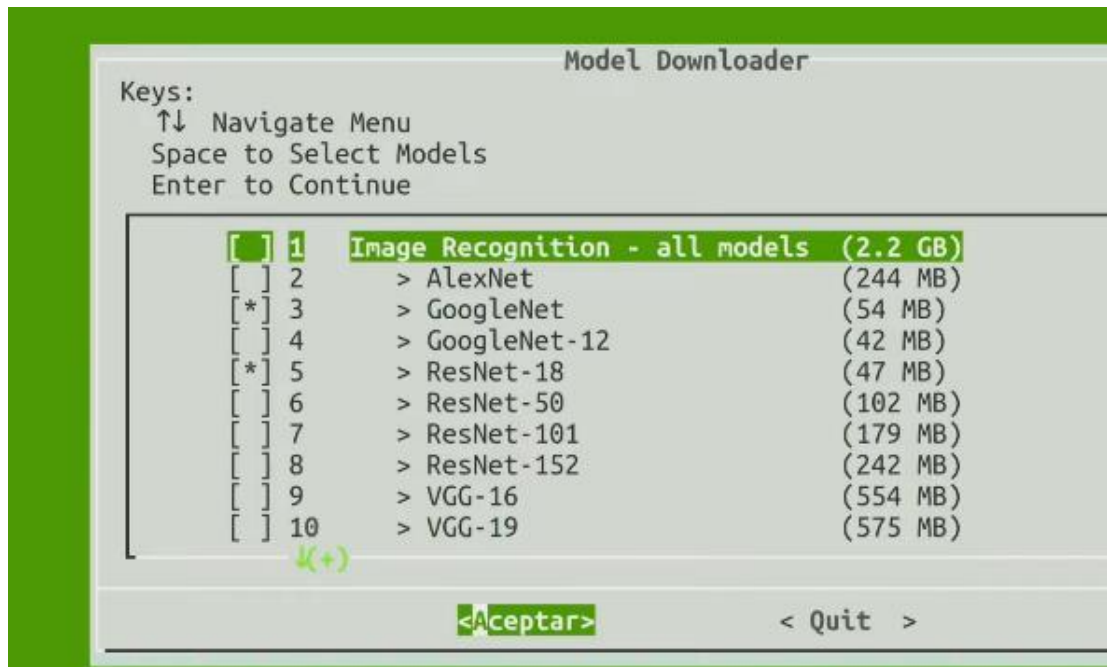 Model Downloader
Keys:
↑↓ Navigate Menu
Space to Select Models
Enter to Continue
[ ] 1 Image Recognition - all models (2.2 GB)
[ ] 2 > AlexNet (244 MB)
[*] 3 > GoogleNet (54 MB)
[ ] 4 > GoogleNet-12 (42 MB)
[*] 5 > ResNet-18 (47 MB)
[ ] 6 > ResNet-50 (102 MB)
[ ] 7 > ResNet-101 (179 MB)
[ ] 8 > ResNet-152 (242 MB)
[ ] 9 > VGG-16 (554 MB)
[ ] 10 > VGG-19 (575 MB)
↓(+)
<Aceptar> < Quit >